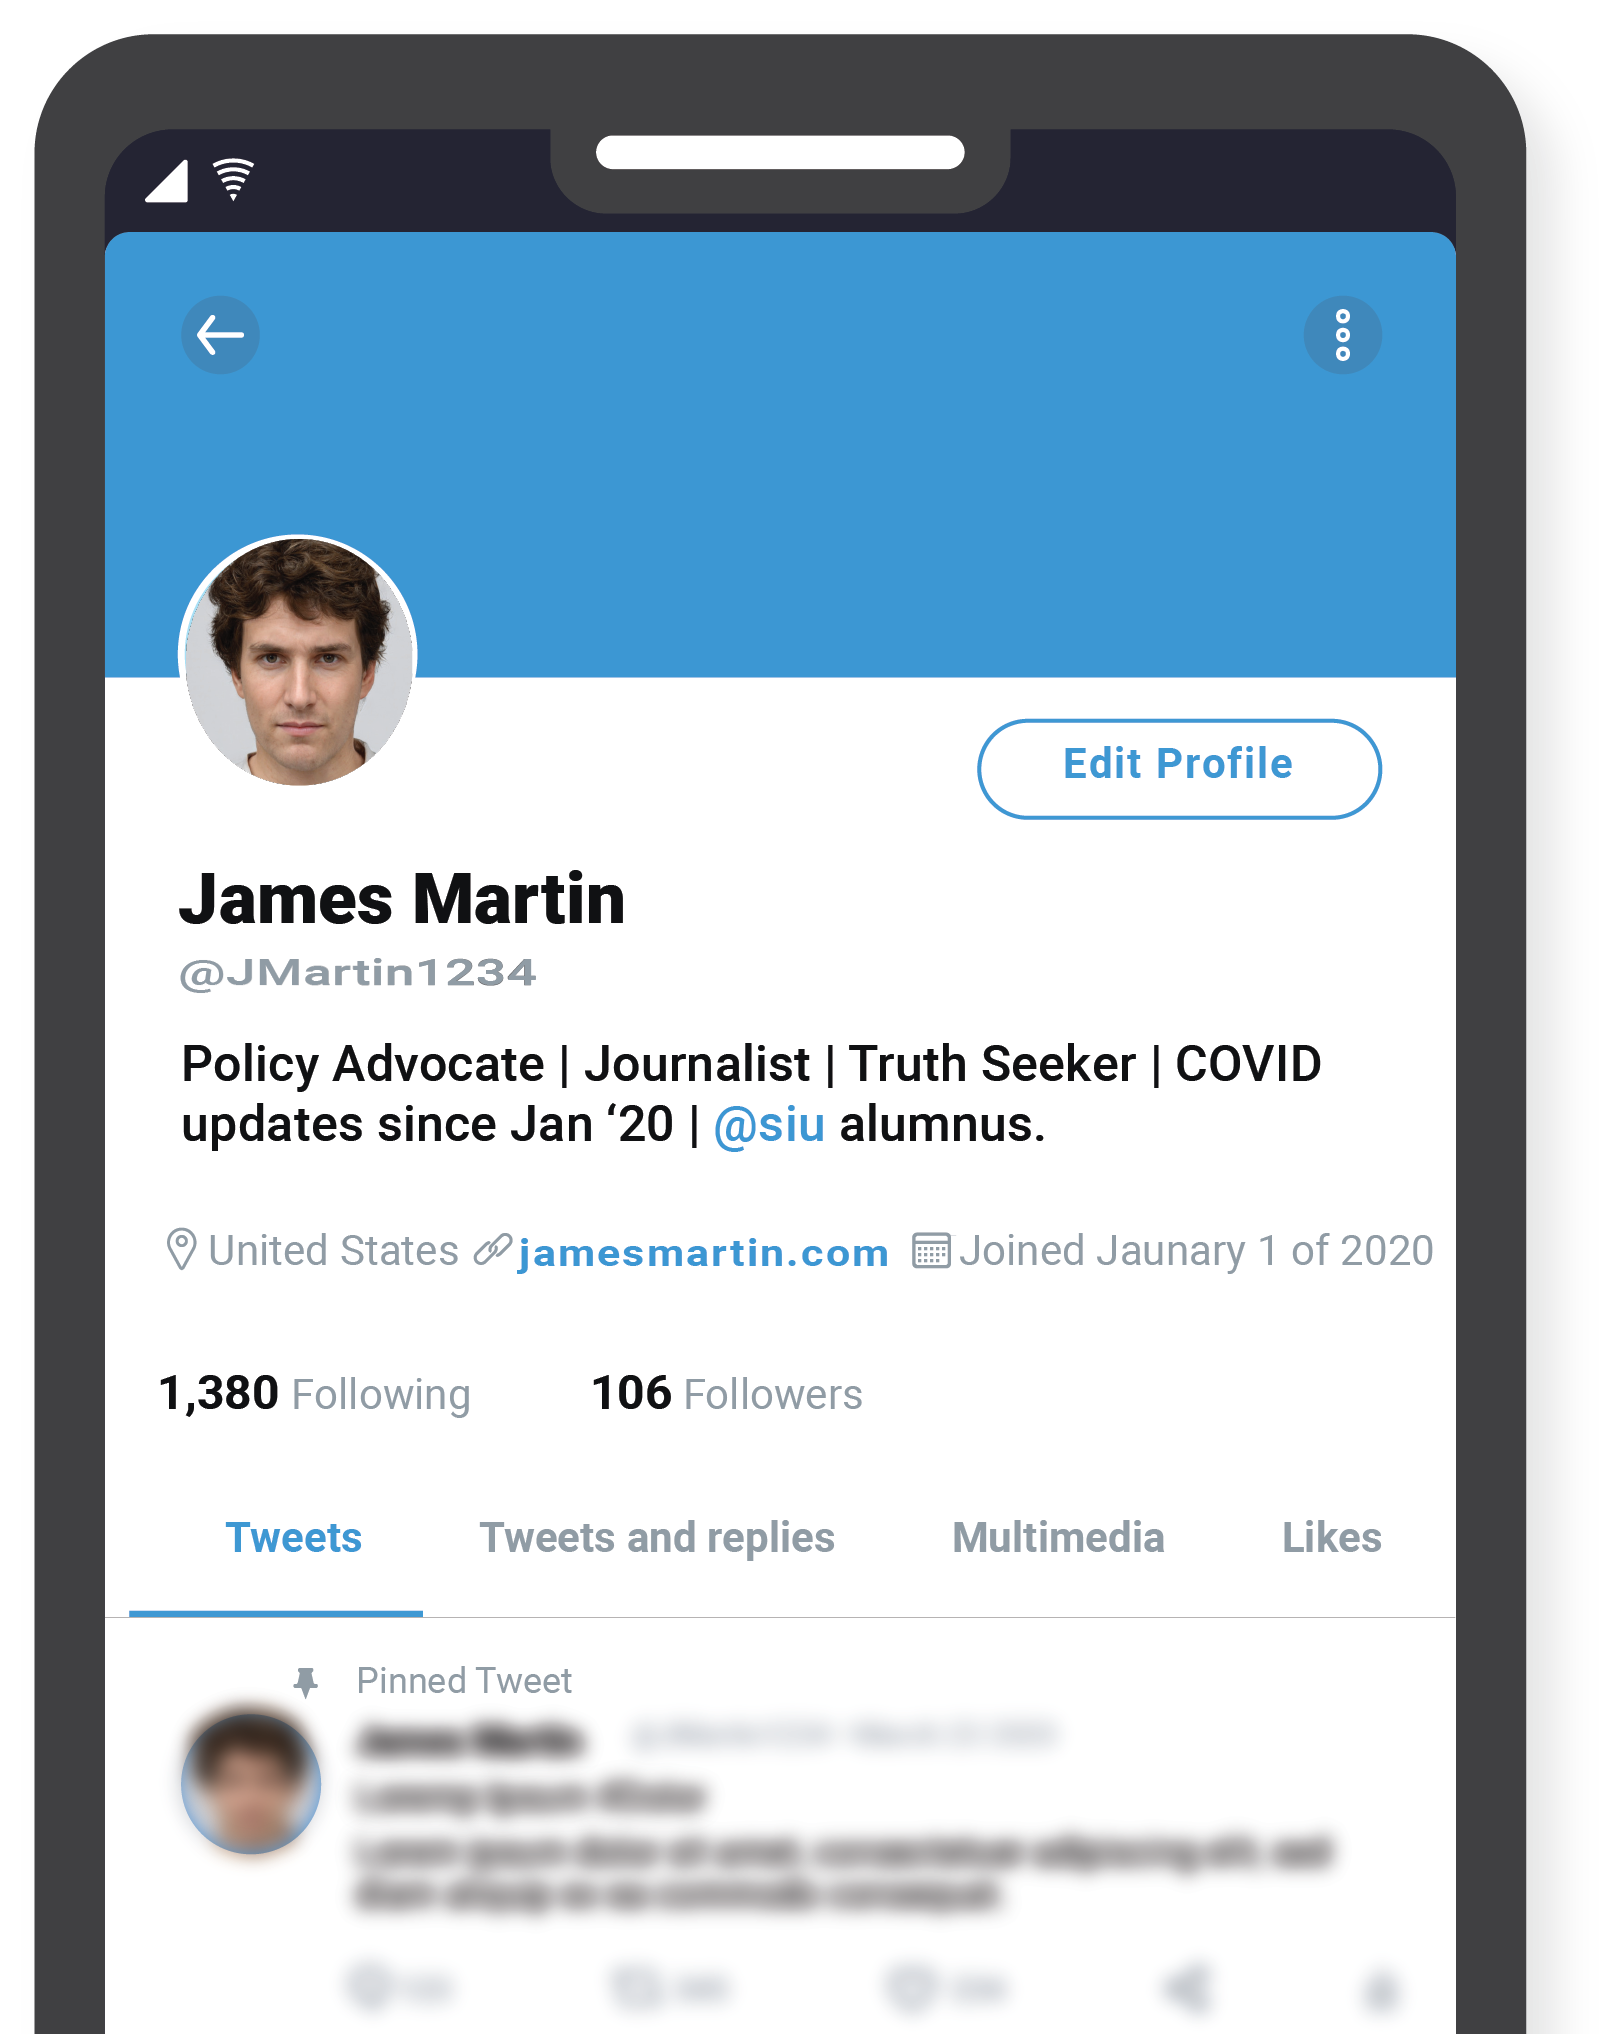 Edit Profile
James Martin
@JMartin1234
Policy Advocate | Journalist | Truth Seeker | COVID
updates since Jan ‘20 | @siu alumnus.
United States jamesmartin.com Joined Jaunary 1 of 2020
1,380 Following 106 Followers
Tweets Tweets and replies Multimedia Likes
Pinned Tweet
James Martin